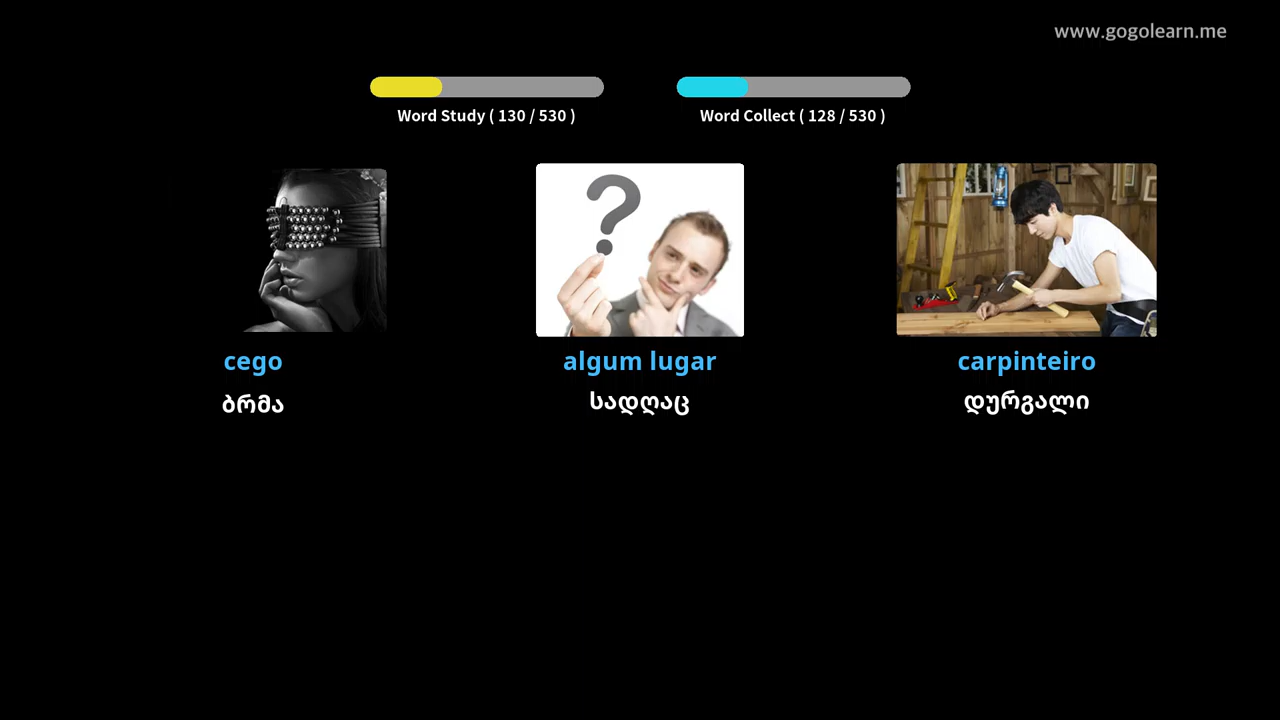 www.gogolearn.me
Word Study ( 130 / 530 )
Word Collect ( 128 / 530 )
cego
algum lugar
carpinteiro
ბრმა
სადღაც
დურგალი